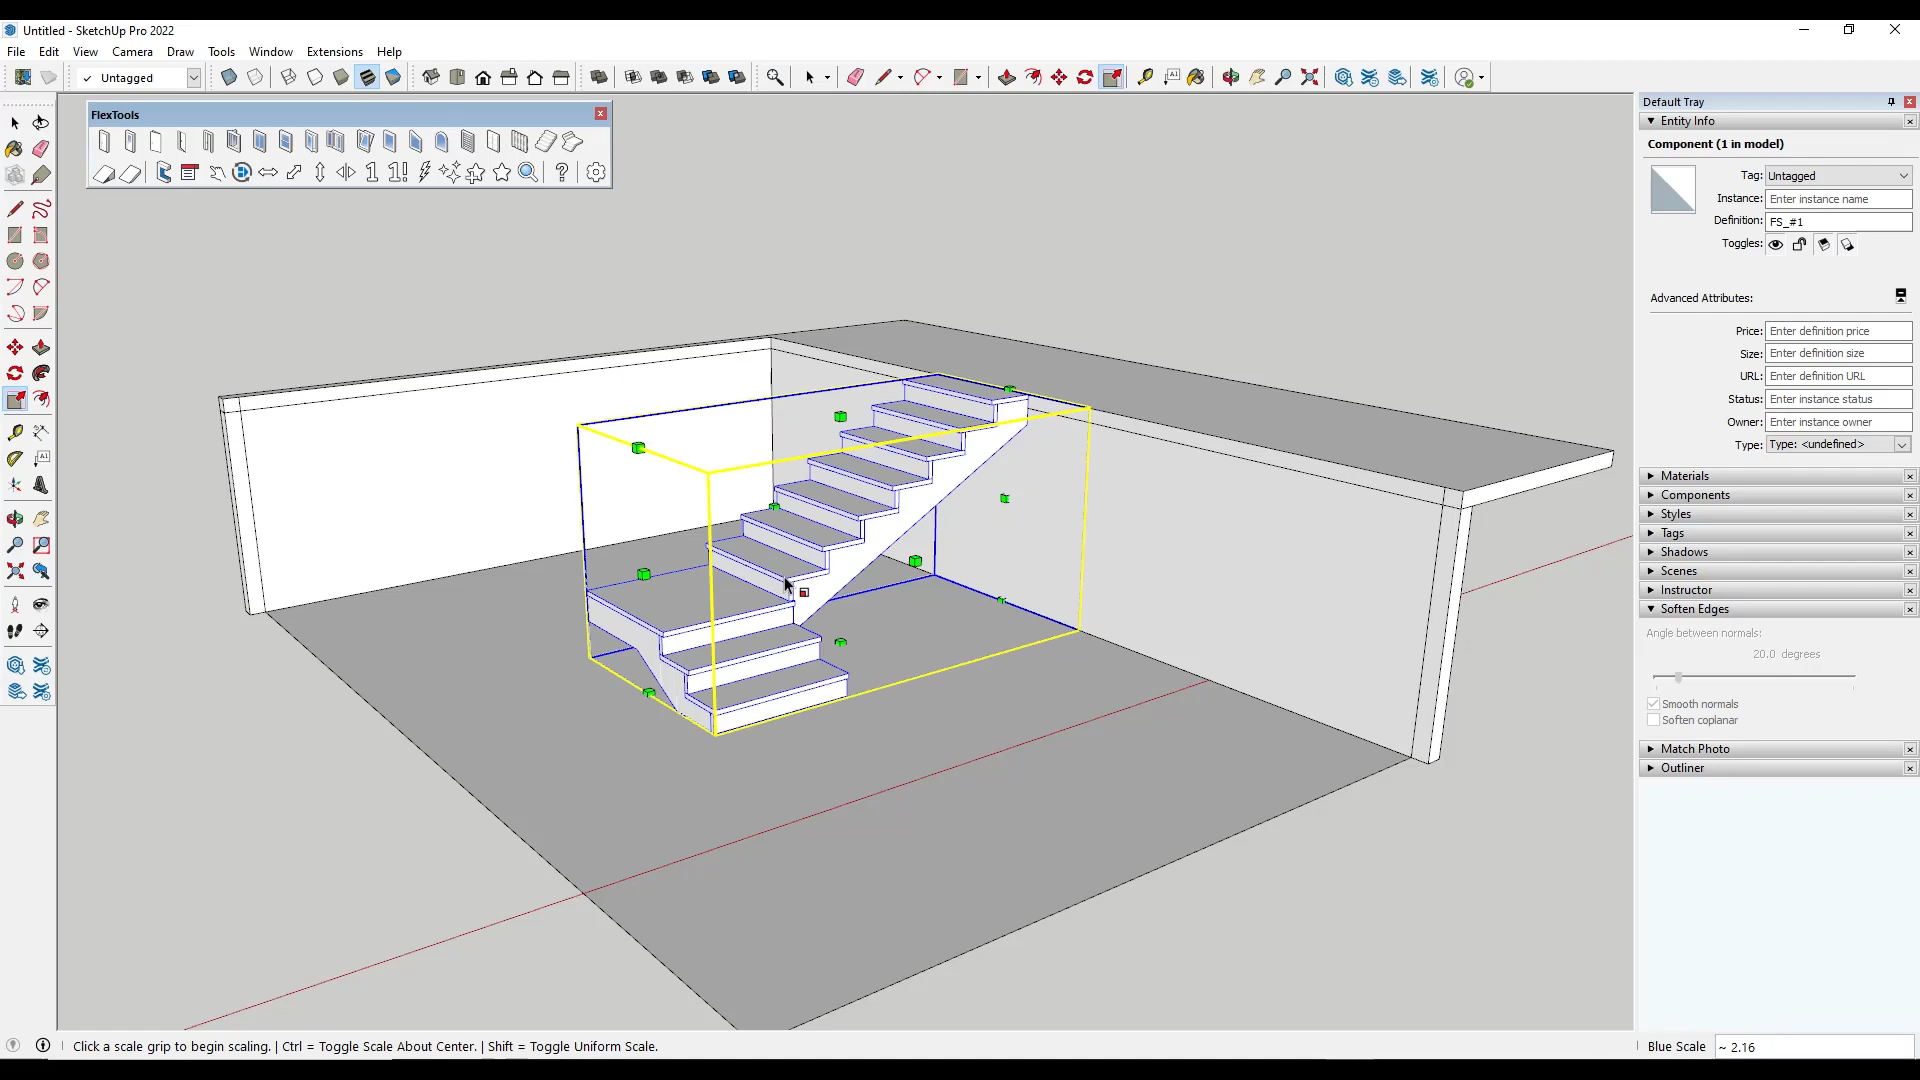 Untitled - SketchUp Pro 2022
File Edit View Camera Draw Tools Window Extensions Help
Untagged
FlexTools
1 1! ?
Default Tray
Entity Info
Component (1 in model)
Tag: Untagged
Instance: Enter instance name
Definition: FS_#1
Toggles:
Advanced Attributes:
Price: Enter definition price
Size: Enter definition size
URL: Enter definition URL
Status: Enter instance status
Owner: Enter instance owner
Type: Type: <undefined>
Materials
Components
Styles
Tags
Shadows
Scenes
Instructor
Soften Edges
Angle between normals:
20.0 degrees
Smooth normals
Soften coplanar
Match Photo
Outliner
Click a scale grip to begin scaling. | Ctrl = Toggle Scale About Center. | Shift = Toggle Uniform Scale.
Blue Scale ~ 2.16